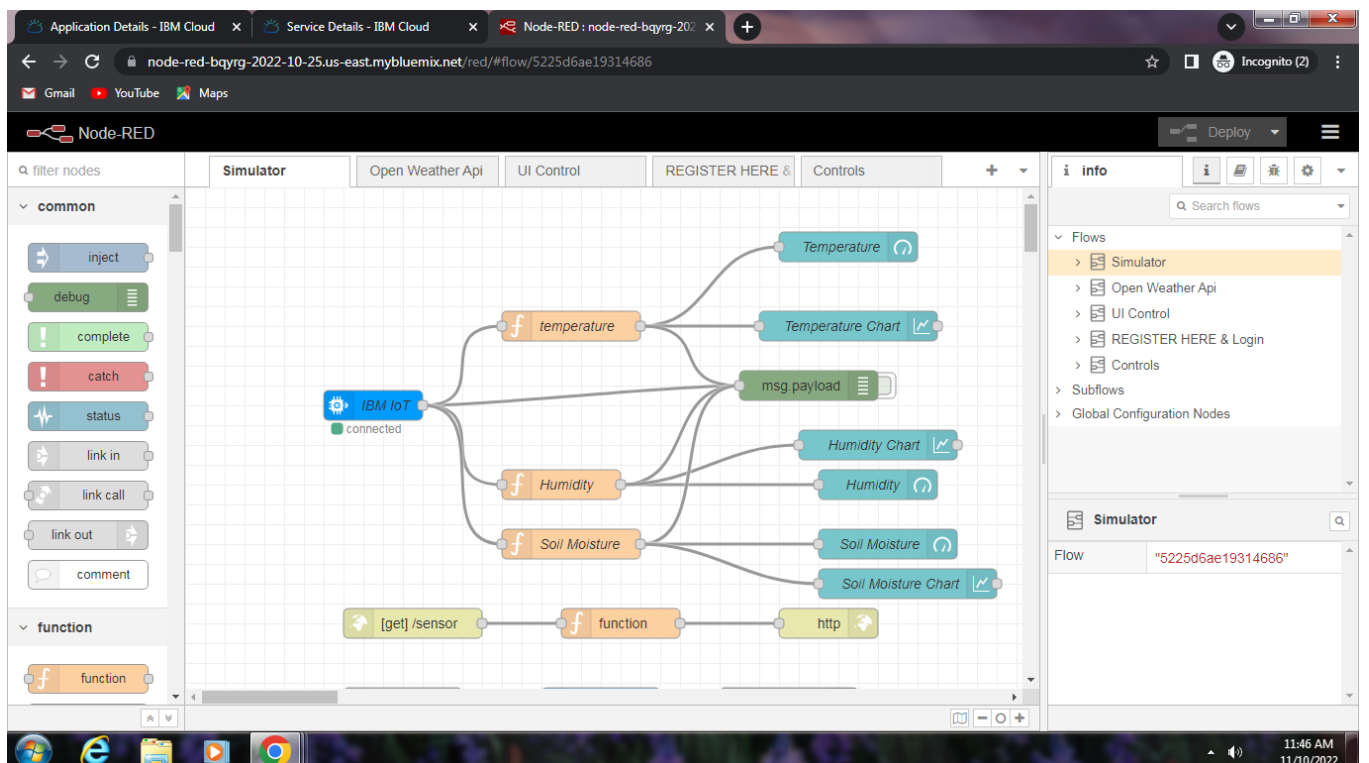 Application Details - IBM Cloud
Service Details - IBM Cloud
Node-RED : node-red-bqyrg-202
node-red-bqyrg-2022-10-25.us-east.mybluemix.net/red/#flow/5225d6ae19314686
Incognito (2)
Gmail YouTube Maps
Node-RED
Deploy
filter nodes
Simulator
Open Weather Api
UI Control
REGISTER HERE &
Controls
i info
i
common
inject
debug
complete
catch
status
link in
link call
link out
comment
function
function
Temperature
temperature
Temperature Chart
msg.payload
IBM IoT
connected
Humidity Chart
Humidity
Humidity
Soil Moisture
Soil Moisture
Soil Moisture Chart
[get] /sensor
function
http
Search flows
Flows
Simulator
Open Weather Api
UI Control
REGISTER HERE & Login
Controls
Subflows
Global Configuration Nodes
Simulator
Flow "5225d6ae19314686"
11:46 AM
11/10/2022